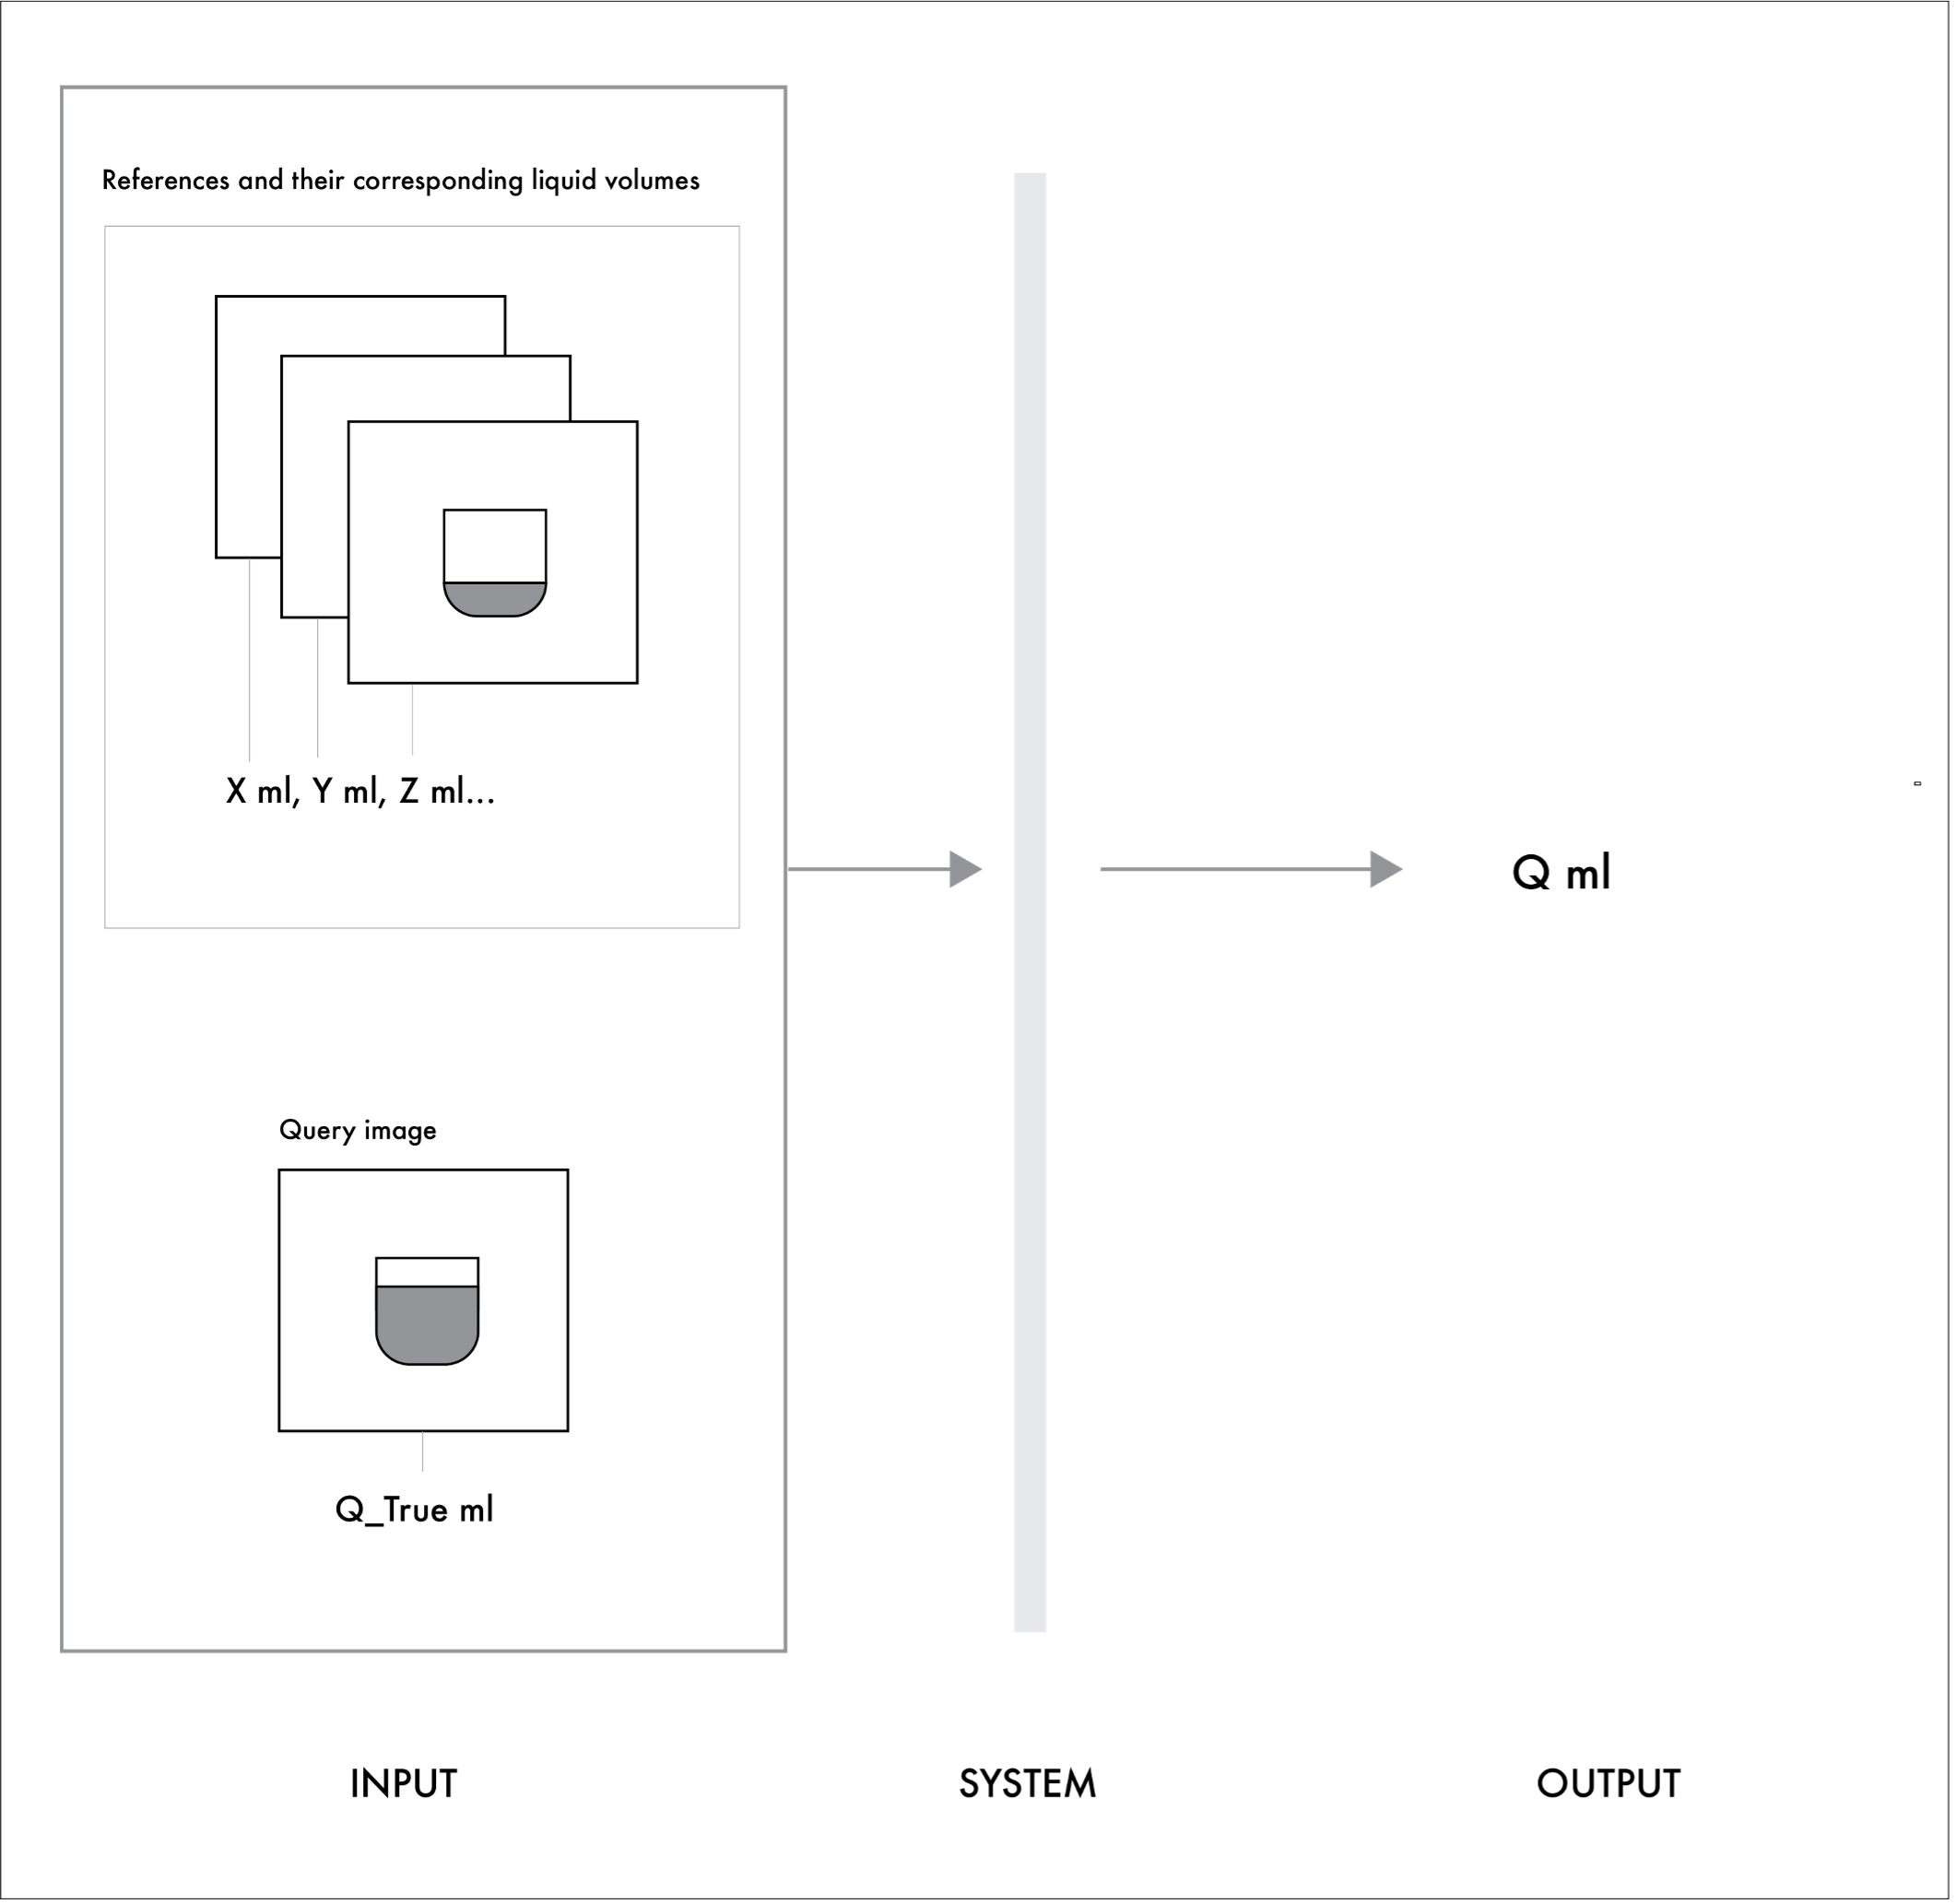 References and their corresponding liquid volumes
X ml, Y ml, Z ml...
Q ml
Query image
Q_True ml
INPUT
SYSTEM
OUTPUT